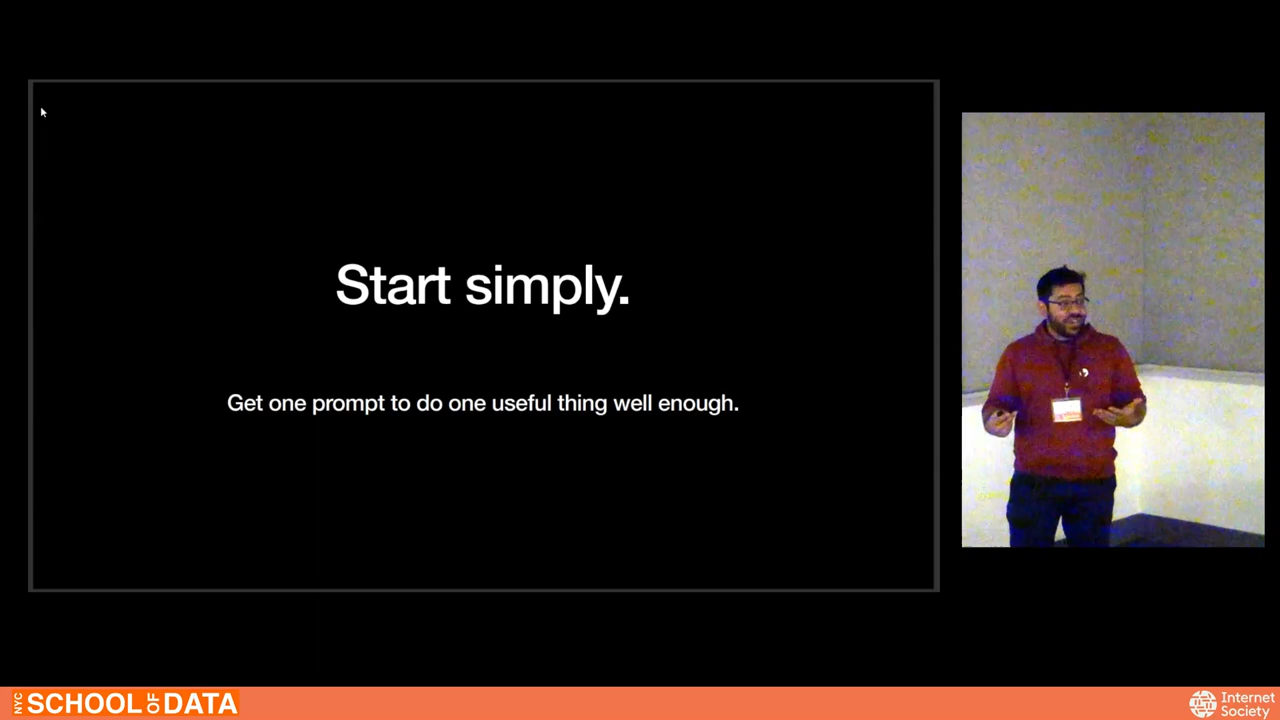 Start simply.
Get one prompt to do one useful thing well enough.
NYC SCHOOL OF DATA
Internet
Society